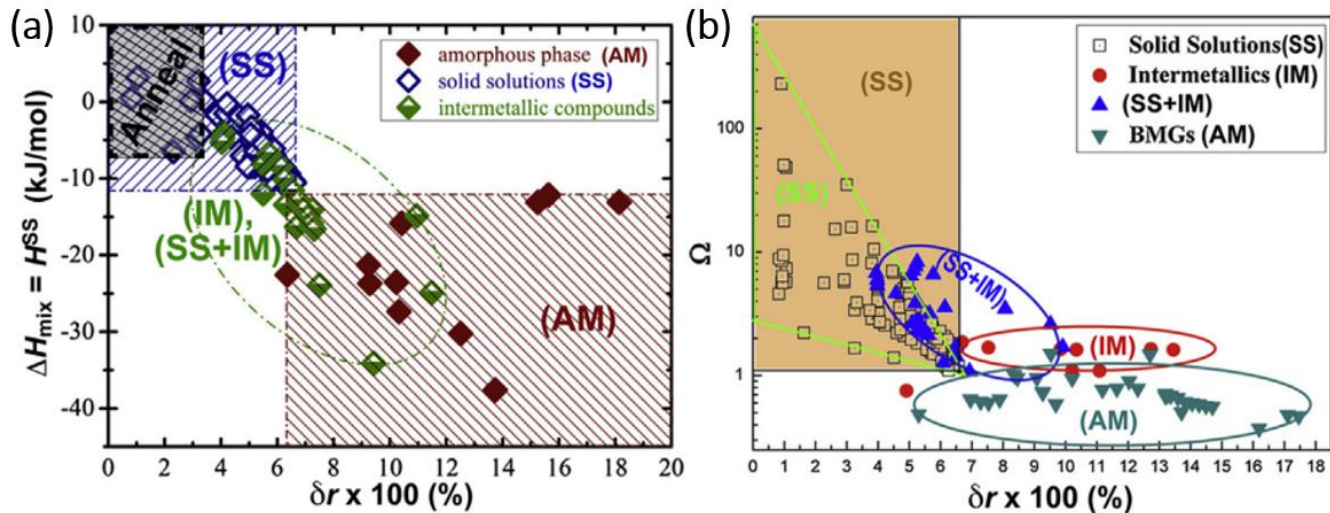 (a)
10
0
-10
-20
-30
-40
ΔHmix = H^SS (kJ/mol)
Anneal
(SS)
amorphous phase (AM)
solid solutions (SS)
intermetallic compounds
(IM),
(SS+IM)
(AM)
0 2 4 6 8 10 12 14 16 18 20
δr x 100 (%)
(b)
100
10
1
Ω
(SS)
(SS)
Solid Solutions(SS)
Intermetallics (IM)
(SS+IM)
BMGs (AM)
(SS+IM)
(IM)
(AM)
0 1 2 3 4 5 6 7 8 9 10 11 12 13 14 15 16 17 18
δr x 100 (%)